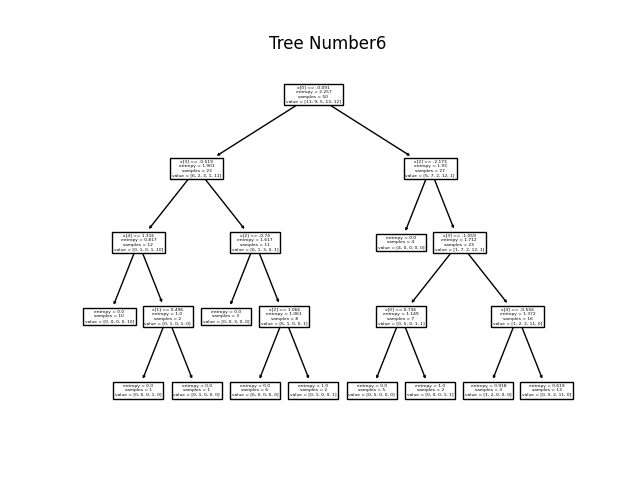 Tree Number6
x[0] <= -0.091
entropy = 2.257
samples = 50
value = [11, 9, 5, 13, 12]
x[3] <= -0.519
entropy = 1.901
samples = 23
value = [6, 2, 3, 1, 11]
x[2] <= -2.173
entropy = 1.93
samples = 27
value = [5, 7, 2, 12, 1]
x[4] <= 1.316
entropy = 0.817
samples = 12
value = [0, 1, 0, 1, 10]
x[2] <= -0.74
entropy = 1.617
samples = 11
value = [6, 1, 3, 0, 1]
entropy = 0.0
samples = 4
value = [4, 0, 0, 0, 0]
x[3] <= -1.059
entropy = 1.712
samples = 23
value = [1, 7, 2, 12, 1]
entropy = 0.0
samples = 10
value = [0, 0, 0, 0, 10]
x[1] <= 0.496
entropy = 1.0
samples = 2
value = [0, 1, 0, 1, 0]
entropy = 0.0
samples = 3
value = [0, 0, 3, 0, 0]
x[2] <= 1.060
entropy = 1.061
samples = 8
value = [6, 1, 0, 0, 1]
x[0] <= 0.736
entropy = 1.149
samples = 7
value = [0, 5, 0, 1, 1]
x[3] <= -0.556
entropy = 1.372
samples = 16
value = [1, 2, 2, 11, 0]
entropy = 0.0
samples = 1
value = [0, 0, 0, 1, 0]
entropy = 0.0
samples = 1
value = [0, 1, 0, 0, 0]
entropy = 0.0
samples = 6
value = [6, 0, 0, 0, 0]
entropy = 1.0
samples = 2
value = [0, 1, 0, 0, 1]
entropy = 0.0
samples = 5
value = [0, 5, 0, 0, 0]
entropy = 1.0
samples = 2
value = [0, 0, 0, 1, 1]
entropy = 0.918
samples = 3
value = [1, 2, 0, 0, 0]
entropy = 0.619
samples = 13
value = [0, 0, 2, 11, 0]